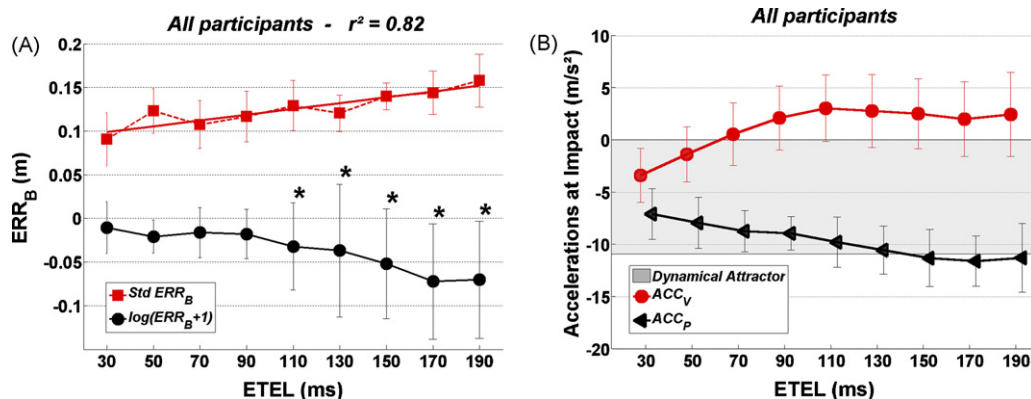 All participants - r² = 0.82
(A)
0.2
0.15
0.1
0.05
0
-0.05
-0.1
ERR_B (m)
* * * * *
Std ERR_B
log(ERR_B+1)
30 50 70 90 110 130 150 170 190
ETEL (ms)
All participants
(B)
10
5
0
-5
-10
-15
-20
Accelerations at Impact (m/s²)
Dynamical Attractor
ACC_V
ACC_P
30 50 70 90 110 130 150 170 190
ETEL (ms)